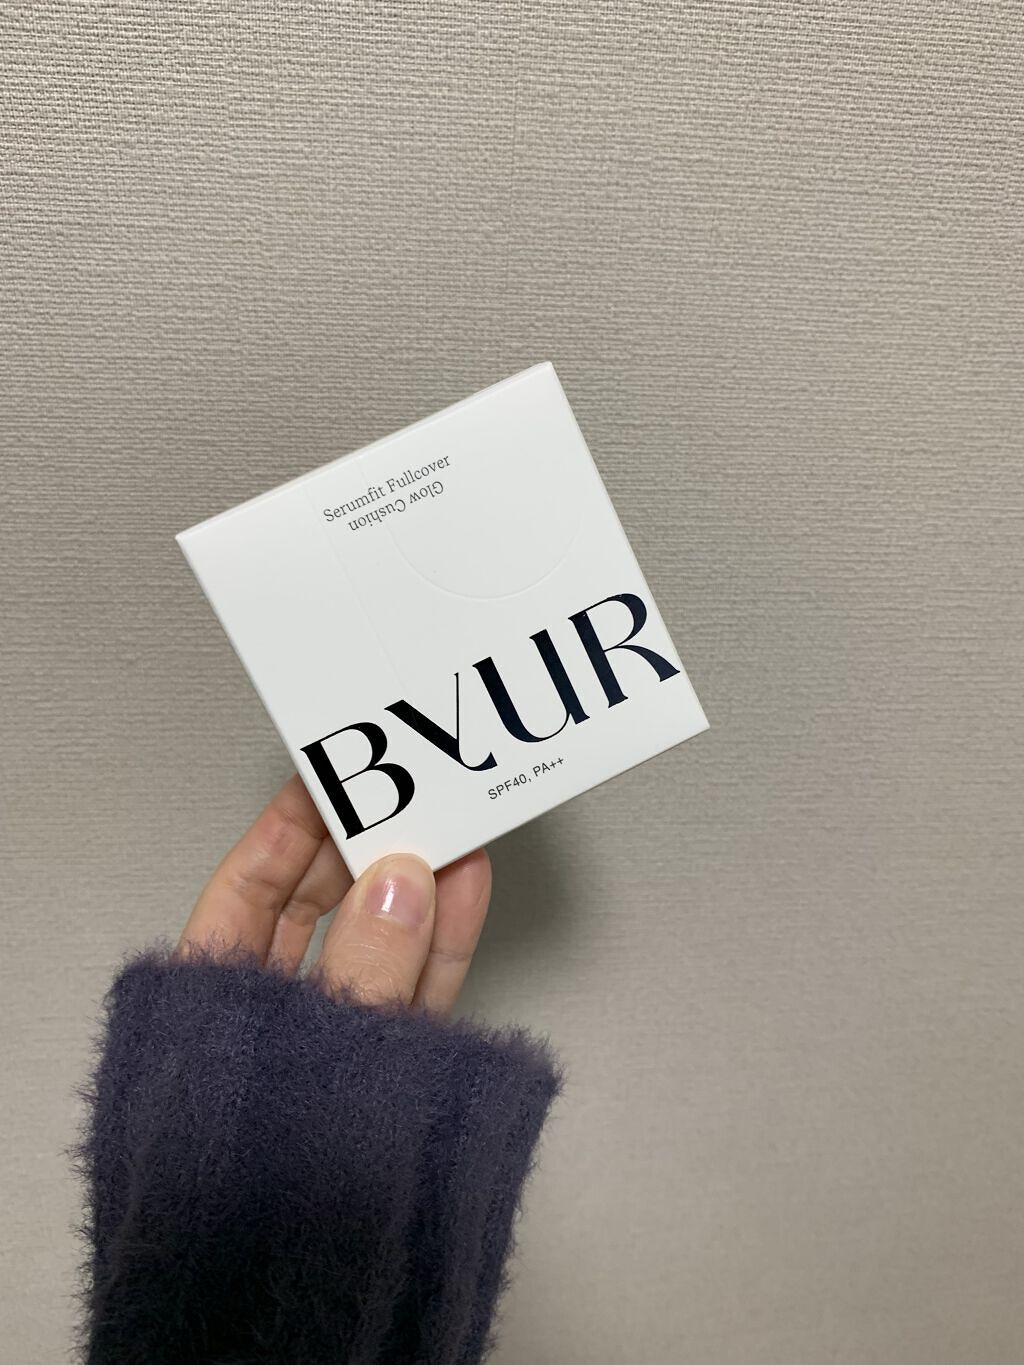 Serumfit Fullcover
Glow Cushion
BYUR
SPF40, PA++